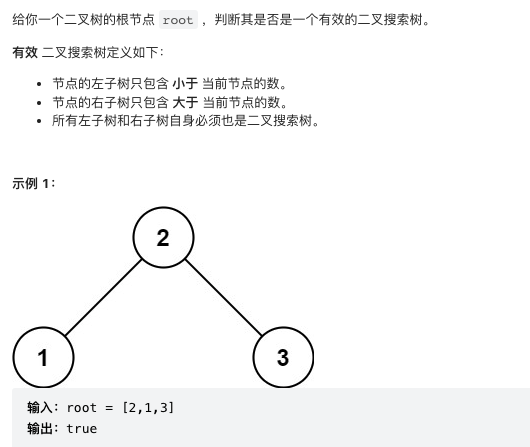 给你一个二叉树的根节点 root ，判断其是否是一个有效的二叉搜索树。
有效 二叉搜索树定义如下：
• 节点的左子树只包含 小于 当前节点的数。
• 节点的右子树只包含 大于 当前节点的数。
• 所有左子树和右子树自身必须也是二叉搜索树。
示例 1：
2
1 3
输入：root = [2,1,3]
输出：true